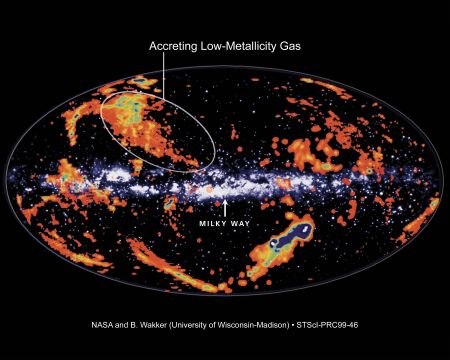 Accreting Low-Metallicity Gas
MILKY WAY
NASA and B. Wakker (University of Wisconsin-Madison) • STScI-PRC99-46